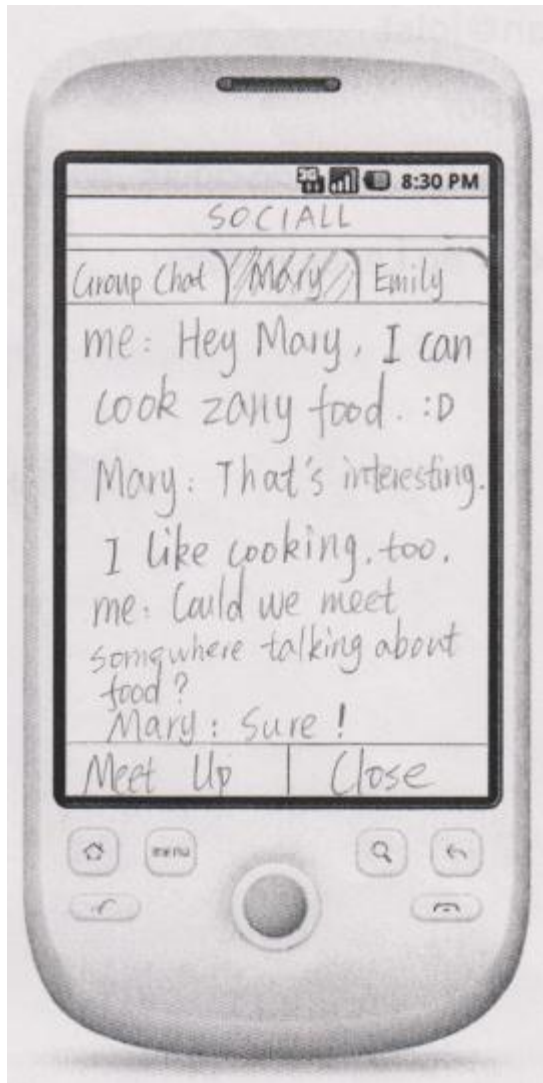 8:30 PM
SOCIALL
Group Chat Mary Emily
me: Hey Mary, I can
cook zany food. :D
Mary: That's interesting.
I like cooking, too.
me: Could we meet
somewhere talking about
food?
Mary: Sure!
Meet Up Close
menu